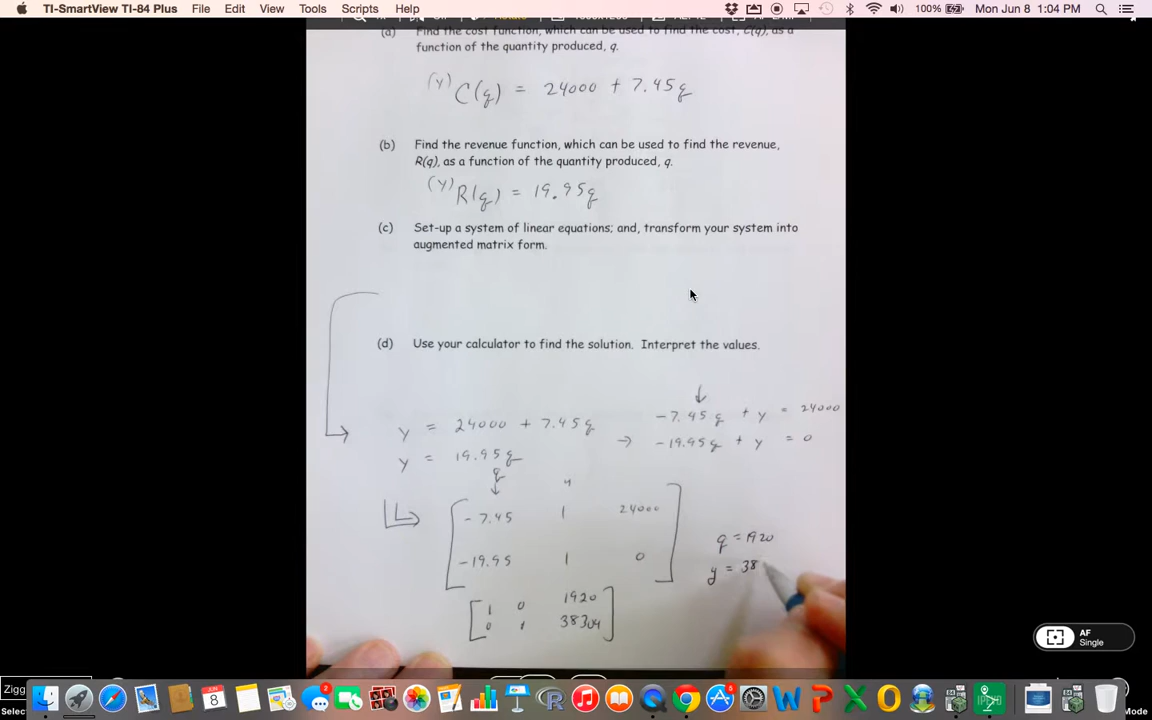 TI-SmartView TI-84 Plus File Edit View Tools Scripts Help 100% Mon Jun 8 1:04 PM
(a) Find the cost function, which can be used to find the cost, C(q), as a
function of the quantity produced, q.
(y) C(q) = 24000 + 7.45q
(b) Find the revenue function, which can be used to find the revenue,
R(q), as a function of the quantity produced, q.
(y) R(q) = 19.95q
(c) Set-up a system of linear equations; and, transform your system into
augmented matrix form.
(d) Use your calculator to find the solution. Interpret the values.
y = 24000 + 7.45q → -7.45q + y = 24000
y = 19.95q -19.95q + y = 0
q y
-7.45 1 24000
-19.95 1 0
q = 1920
y = 38
1 0 1920
0 1 38304
AF
Single
Zigg
Selec
Mode